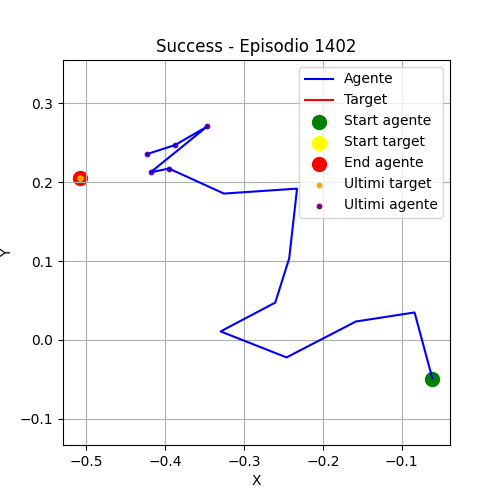 Success - Episodio 1402
Agente
Target
Start agente
Start target
End agente
Ultimi target
Ultimi agente
0.3
0.2
0.1
0.0
−0.1
Y
−0.5
−0.4
−0.3
−0.2
−0.1
X